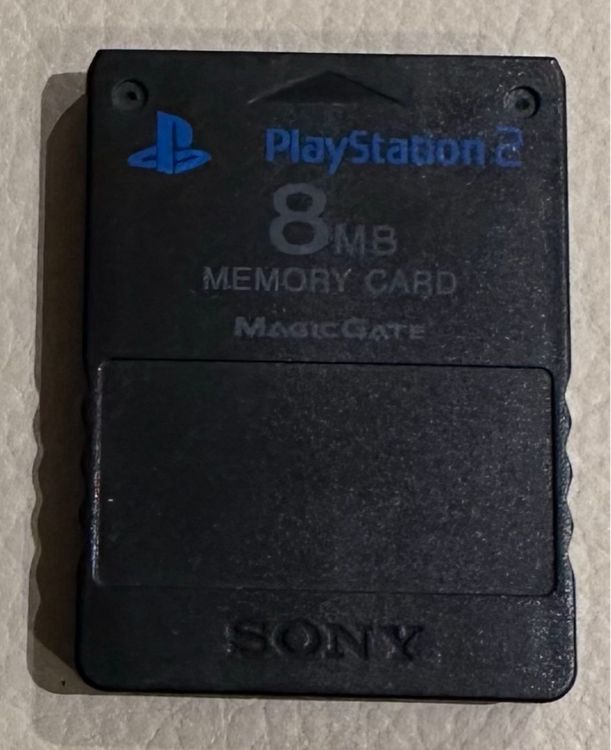 PlayStation 2
8MB
MEMORY CARD
MAGICGATE
SONY